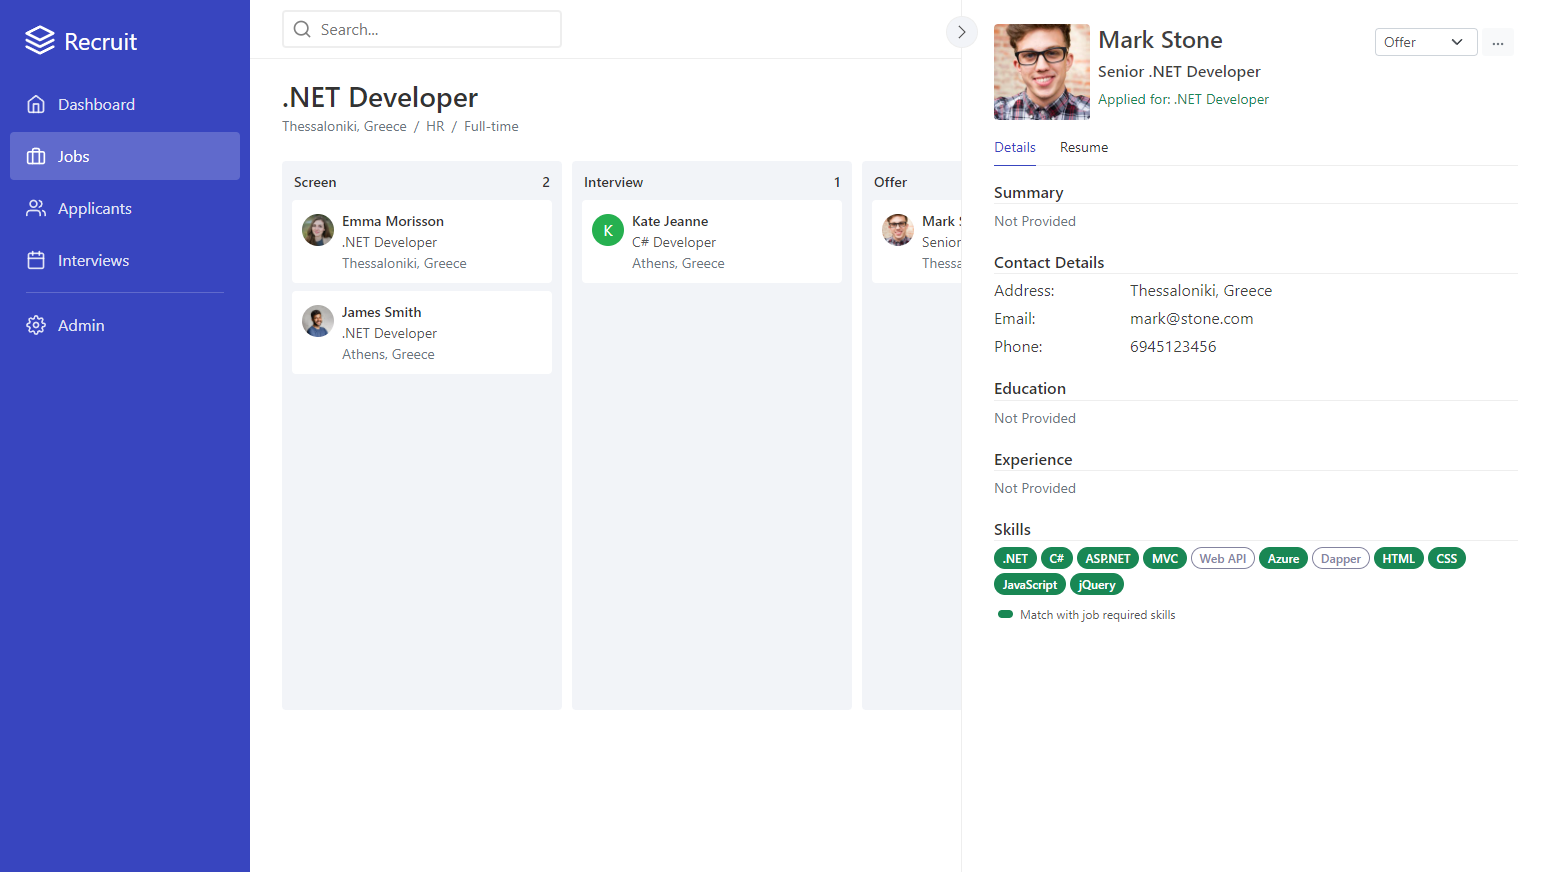 Recruit
Dashboard
Jobs
Applicants
Interviews
Admin
Search...
.NET Developer
Thessaloniki, Greece / HR / Full-time
Screen 2
Emma Morisson
.NET Developer
Thessaloniki, Greece
James Smith
.NET Developer
Athens, Greece
Interview 1
K
Kate Jeanne
C# Developer
Athens, Greece
Offer
Mark S
Senior
Thessa
Mark Stone
Senior .NET Developer
Applied for: .NET Developer
Offer
...
Details Resume
Summary
Not Provided
Contact Details
Address: Thessaloniki, Greece
Email: mark@stone.com
Phone: 6945123456
Education
Not Provided
Experience
Not Provided
Skills
.NET C# ASP.NET MVC Web API Azure Dapper HTML CSS
JavaScript jQuery
Match with job required skills